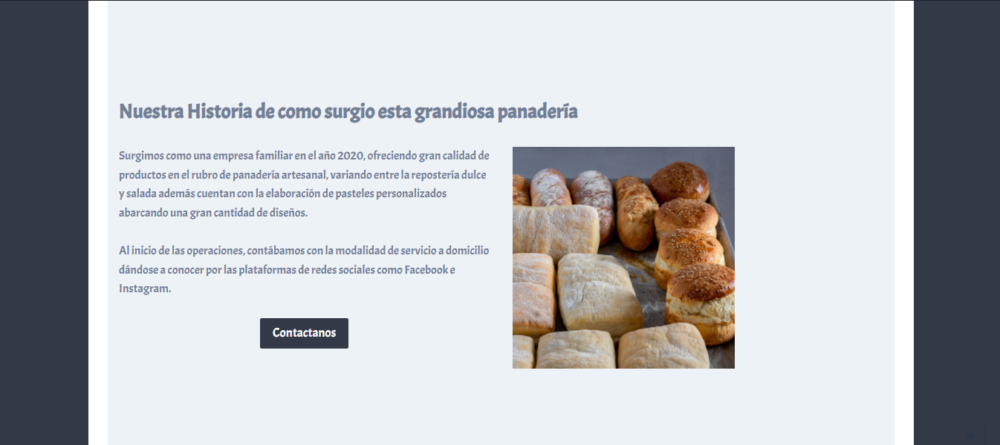 Nuestra Historia de como surgio esta grandiosa panadería
Surgimos como una empresa familiar en el año 2020, ofreciendo gran calidad de
productos en el rubro de panadería artesanal, variando entre la repostería dulce
y salada además cuentan con la elaboración de pasteles personalizados
abarcando una gran cantidad de diseños.
Al inicio de las operaciones, contábamos con la modalidad de servicio a domicilio
dándose a conocer por las plataformas de redes sociales como Facebook e
Instagram.
Contactanos